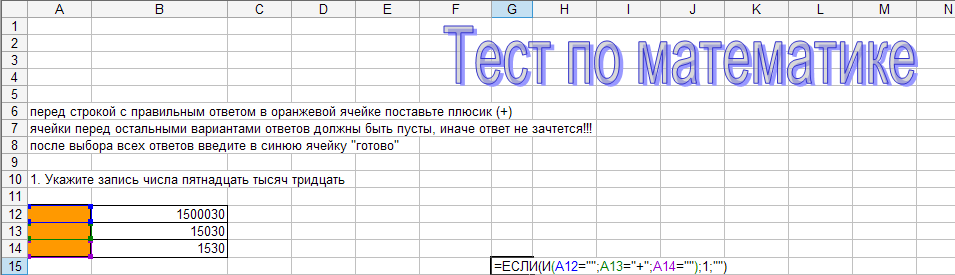 A B C D E F G H I J K L M N
1
2
3
4
Тест по математике
5
6 перед строкой с правильным ответом в оранжевой ячейке поставьте плюсик (+)
7 ячейки перед остальными вариантами ответов должны быть пусты, иначе ответ не зачтется!!!
8 после выбора всех ответов введите в синюю ячейку "готово"
9
10 1. Укажите запись числа пятнадцать тысяч тридцать
11
12 1500030
13 15030
14 1530
15 =ЕСЛИ(И(A12="";A13="+";A14="");1;"")